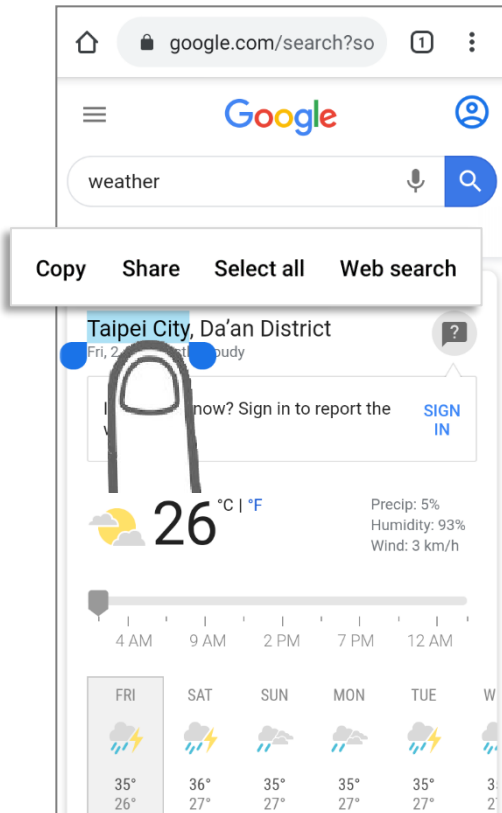 google.com/search?so
1
Google
weather
Copy Share Select all Web search
Taipei City, Da'an District
?
Fri, 2 oudy
now? Sign in to report the
SIGN IN
26 °C | °F
Precip: 5%
Humidity: 93%
Wind: 3 km/h
4 AM 9 AM 2 PM 7 PM 12 AM
FRI SAT SUN MON TUE W
35° 36° 35° 35° 35° 3
26° 27° 27° 27° 27° 2